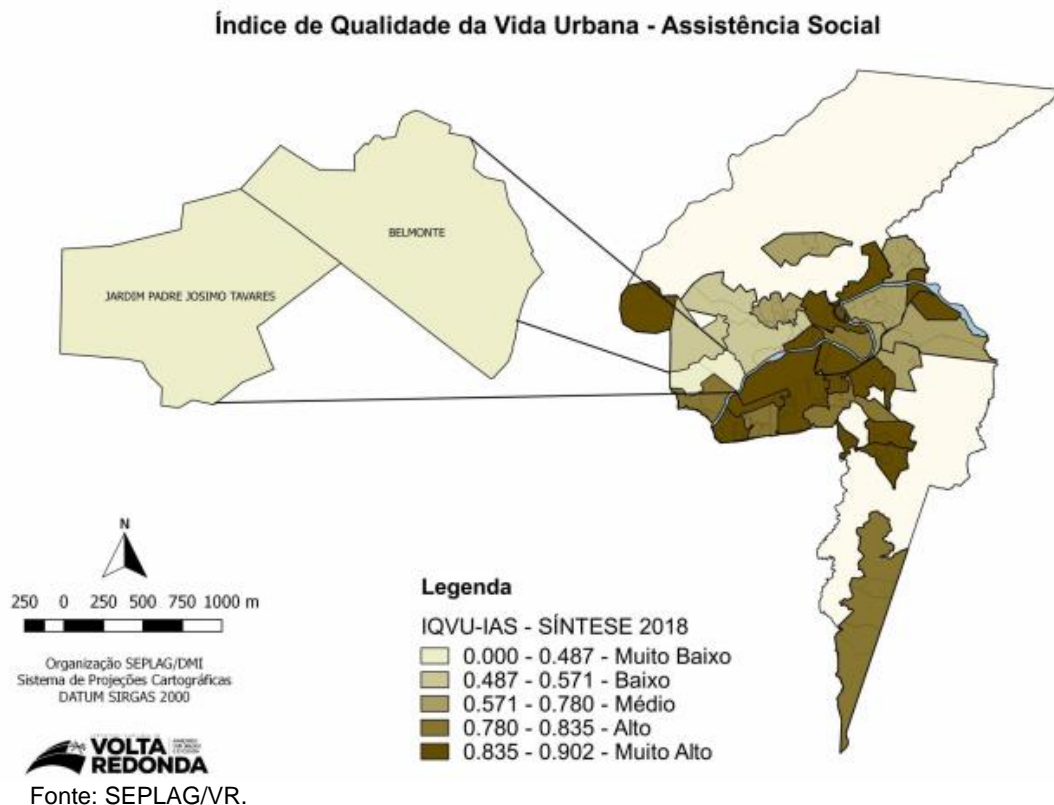 Índice de Qualidade da Vida Urbana - Assistência Social
BELMONTE
JARDIM PADRE JOSIMO TAVARES
N
250 0 250 500 750 1000 m
Organização SEPLAG/DMI
Sistema de Projeções Cartográficas
DATUM SIRGAS 2000
VOLTA
REDONDA
Fonte: SEPLAG/VR.
Legenda
IQVU-IAS - SÍNTESE 2018
0.000 - 0.487 - Muito Baixo
0.487 - 0.571 - Baixo
0.571 - 0.780 - Médio
0.780 - 0.835 - Alto
0.835 - 0.902 - Muito Alto